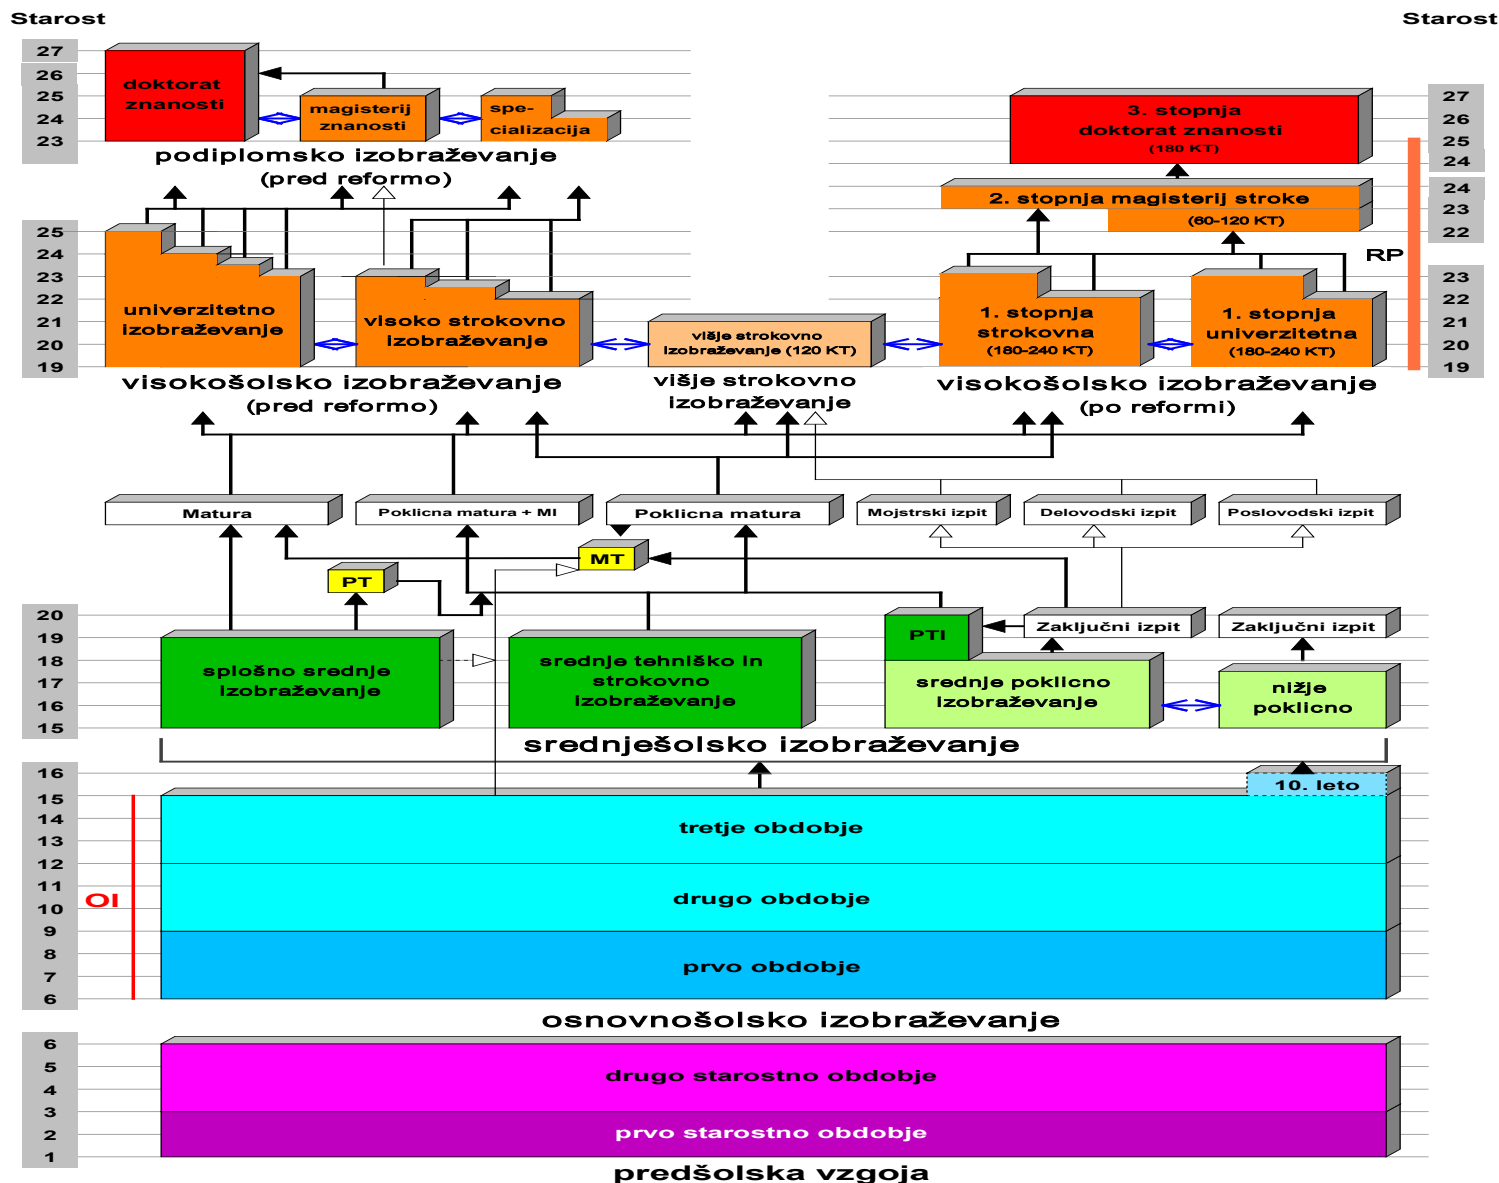 Starost
Starost
27
26
25
24
23
doktorat
znanosti
magisterij
znanosti
spe-
cializacija
podiplomsko izobraževanje
(pred reformo)
27
26
25
24
24
23
22
3. stopnja
doktorat znanosti
(180 KT)
2. stopnja magisterij stroke
(60-120 KT)
RP
25
24
23
22
21
20
19
univerzitetno
izobraževanje
visoko strokovno
izobraževanje
višje strokovno
izobraževanje (120 KT)
1. stopnja
strokovna
(180-240 KT)
1. stopnja
univerzitetna
(180-240 KT)
23
22
21
20
19
visokošolsko izobraževanje
(pred reformo)
višje strokovno
izobraževanje
visokošolsko izobraževanje
(po reformi)
Matura
Poklicna matura + MI
Poklicna matura
Mojstrski izpit
Delovodski izpit
Poslovodski izpit
MT
PT
20
19
18
17
16
15
splošno srednje
izobraževanje
srednje tehniško in
strokovno
izobraževanje
PTI
Zaključni izpit
Zaključni izpit
srednje poklicno
izobraževanje
nižje
poklicno
srednješolsko izobraževanje
16
15
14
13
12
11
10
9
8
7
6
OI
10. leto
tretje obdobje
drugo obdobje
prvo obdobje
osnovnošolsko izobraževanje
6
5
4
3
2
1
drugo starostno obdobje
prvo starostno obdobje
predšolska vzgoja